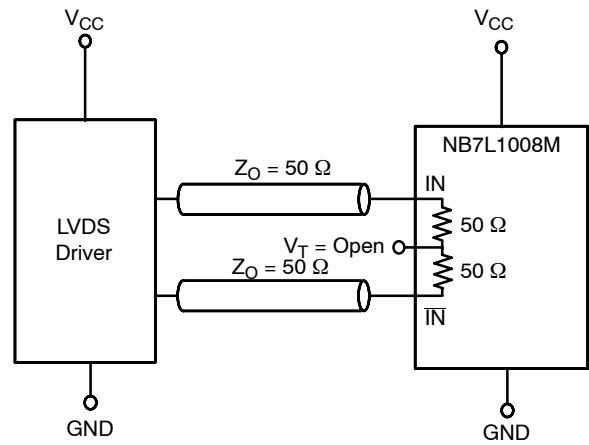 VCC
VCC
NB7L1008M
ZO = 50 Ω
IN
LVDS
Driver
50 Ω
VT = Open
ZO = 50 Ω
50 Ω
IN
GND
GND